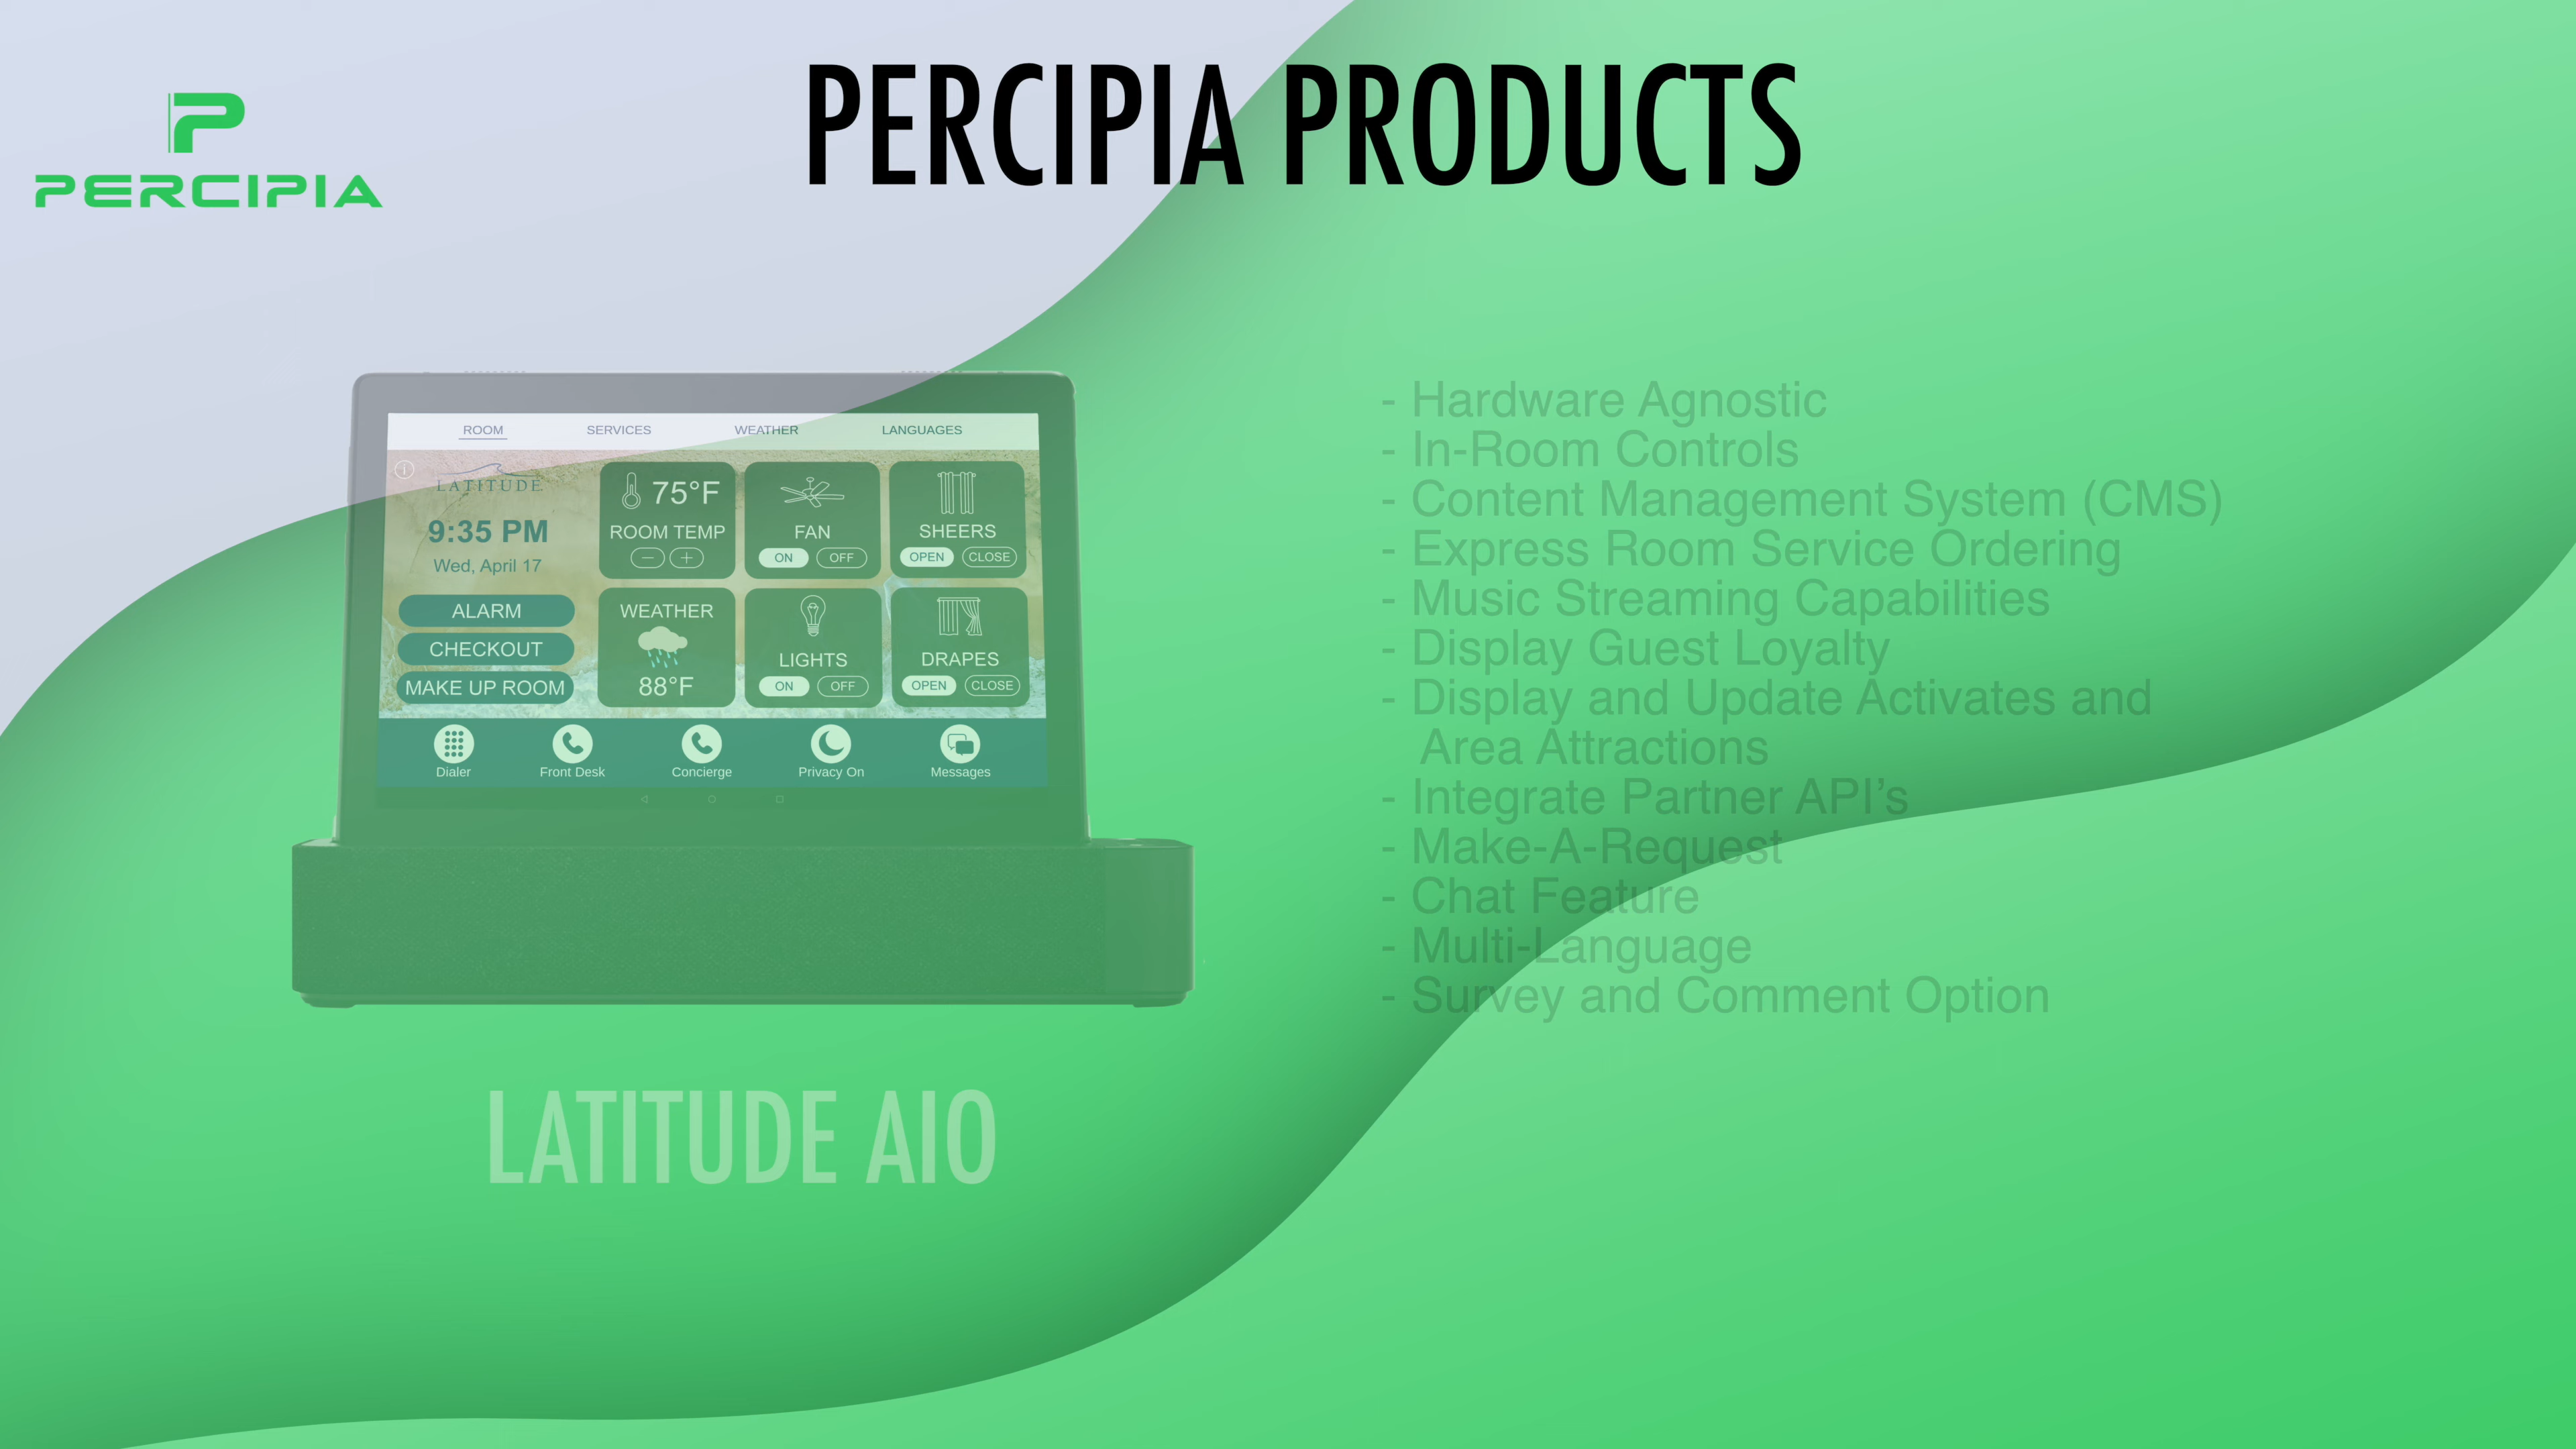 PERCIPIA PRODUCTS
P
PERCIPIA
ROOM SERVICES WEATHER LANGUAGES
i
LATITUDE
9:35 PM
Wed, April 17
ALARM
CHECKOUT
MAKE UP ROOM
75°F
ROOM TEMP
− +
FAN
ON OFF
SHEERS
OPEN CLOSE
WEATHER
88°F
LIGHTS
ON OFF
DRAPES
OPEN CLOSE
Dialer Front Desk Concierge Privacy On Messages
LATITUDE AIO
- Hardware Agnostic
- In-Room Controls
- Content Management System (CMS)
- Express Room Service Ordering
- Music Streaming Capabilities
- Display Guest Loyalty
- Display and Update Activates and
Area Attractions
- Integrate Partner API’s
- Make-A-Request
- Chat Feature
- Multi-Language
- Survey and Comment Option